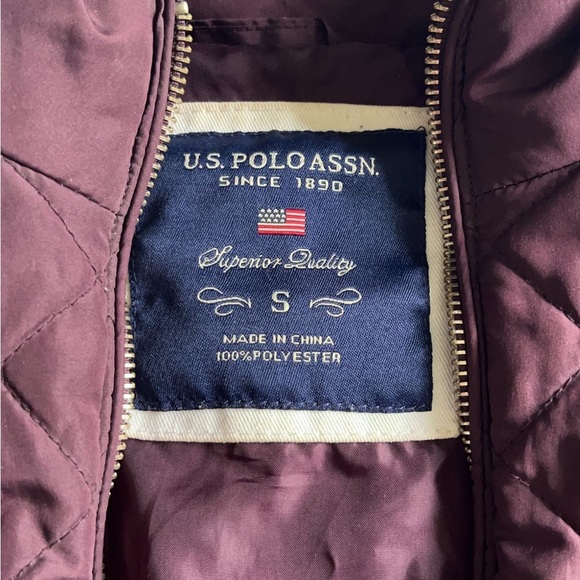 U.S. POLO ASSN.
SINCE 1890
Superior Quality
S
MADE IN CHINA
100%POLYESTER